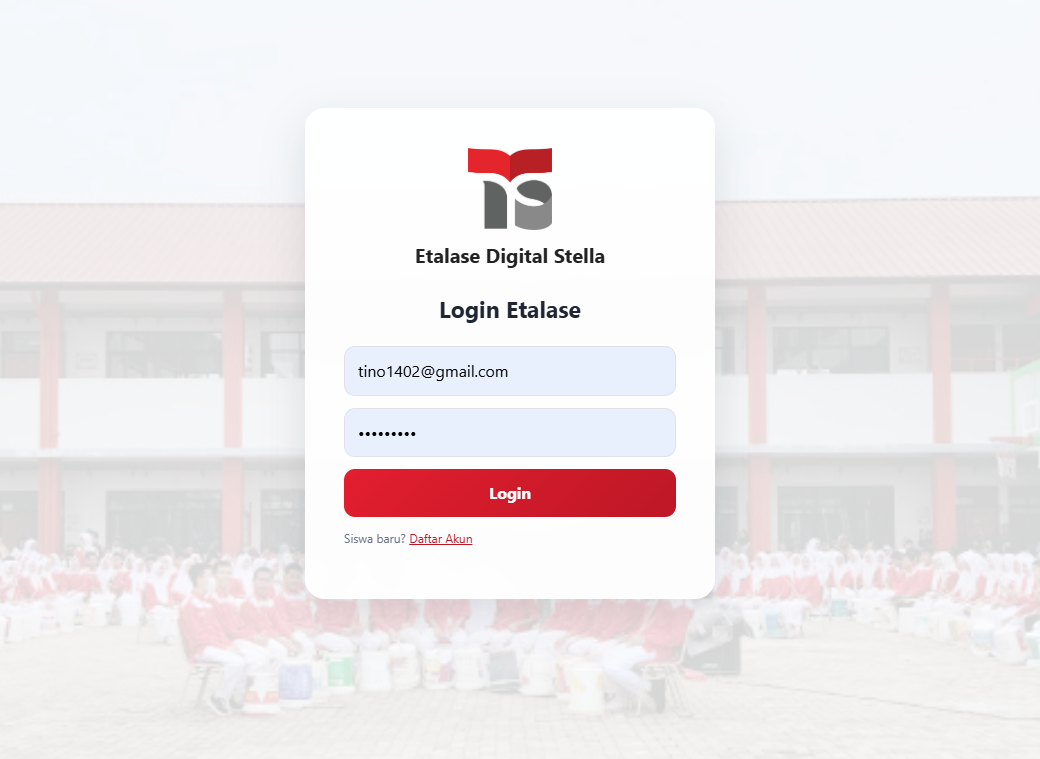 Etalase Digital Stella
Login Etalase
tino1402@gmail.com
•••••••••
Login
Siswa baru? Daftar Akun